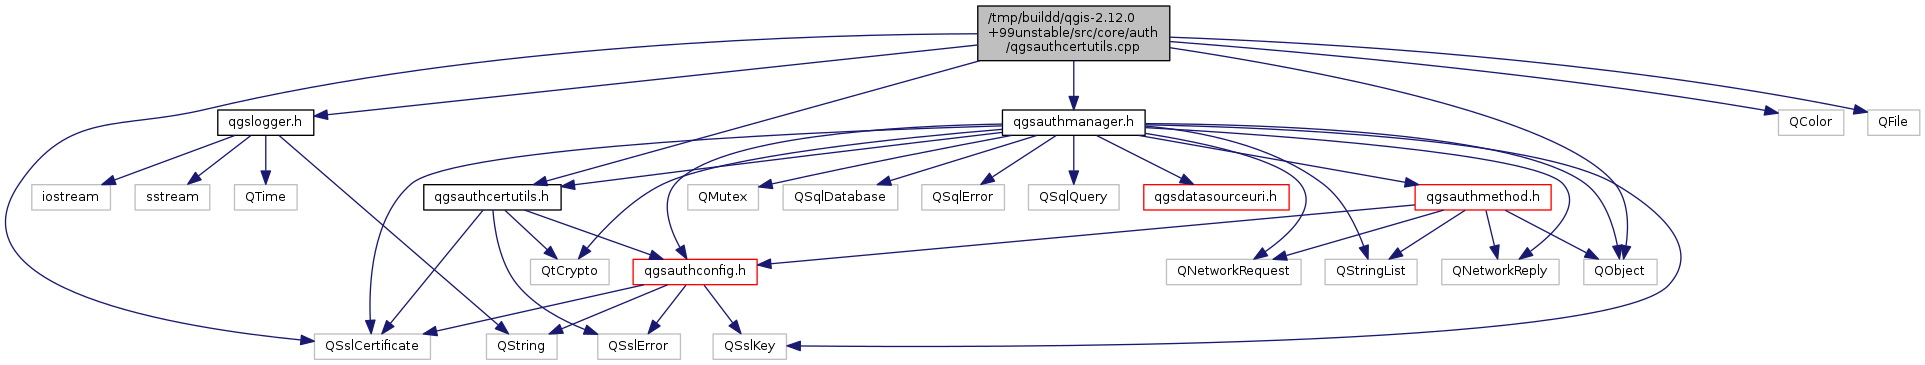 /tmp/buildd/qgis-2.12.0
+99unstable/src/core/auth
/qgsauthcertutils.cpp
qgslogger.h
qgsauthmanager.h
QColor
QFile
iostream
sstream
QTime
qgsauthcertutils.h
QMutex
QSqlDatabase
QSqlError
QSqlQuery
qgsdatasourceuri.h
qgsauthmethod.h
QtCrypto
qgsauthconfig.h
QNetworkRequest
QStringList
QNetworkReply
QObject
QSslCertificate
QString
QSslError
QSslKey